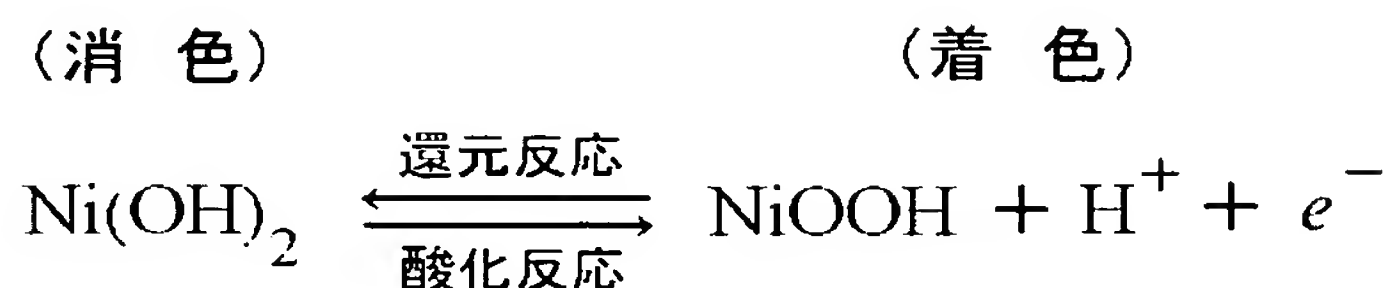 (消 色) (着 色)
還元反応
Ni(OH)₂ ⇄ NiOOH + H⁺ + e⁻
酸化反応